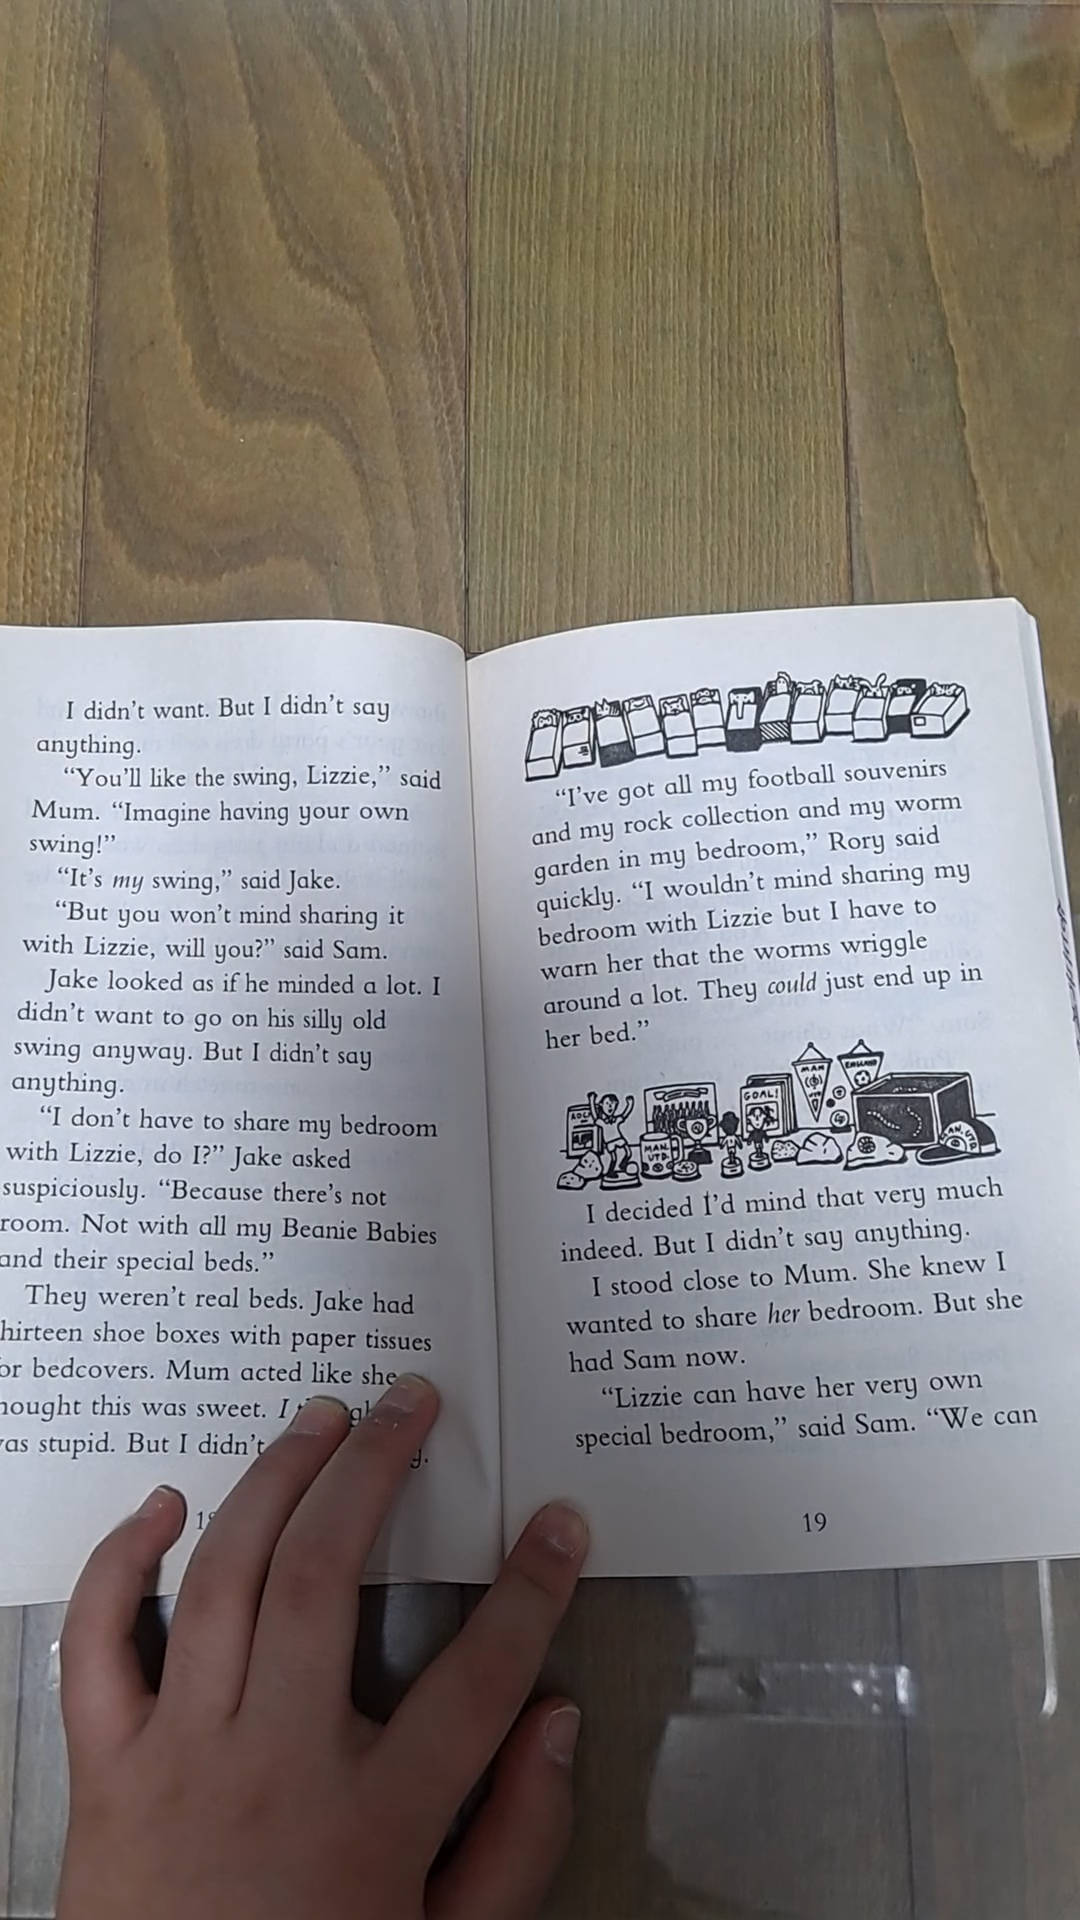 I didn't want. But I didn't say
anything.
"You'll like the swing, Lizzie," said
Mum. "Imagine having your own
swing!"
"It's my swing," said Jake.
"But you won't mind sharing it
with Lizzie, will you?" said Sam.
Jake looked as if he minded a lot. I
didn't want to go on his silly old
swing anyway. But I didn't say
anything.
"I don't have to share my bedroom
with Lizzie, do I?" Jake asked
suspiciously. "Because there's not
room. Not with all my Beanie Babies
and their special beds."
They weren't real beds. Jake had
hirteen shoe boxes with paper tissues
or bedcovers. Mum acted like she
hought this was sweet. I
was stupid. But I didn't
"I've got all my football souvenirs
and my rock collection and my worm
garden in my bedroom," Rory said
quickly. "I wouldn't mind sharing my
bedroom with Lizzie but I have to
warn her that the worms wriggle
around a lot. They could just end up in
her bed."
MAN ENGLAND
GOAL!
MAN. UTD.
MAN. UTD.
I decided I'd mind that very much
indeed. But I didn't say anything.
I stood close to Mum. She knew I
wanted to share her bedroom. But she
had Sam now.
"Lizzie can have her very own
special bedroom," said Sam. "We can
19